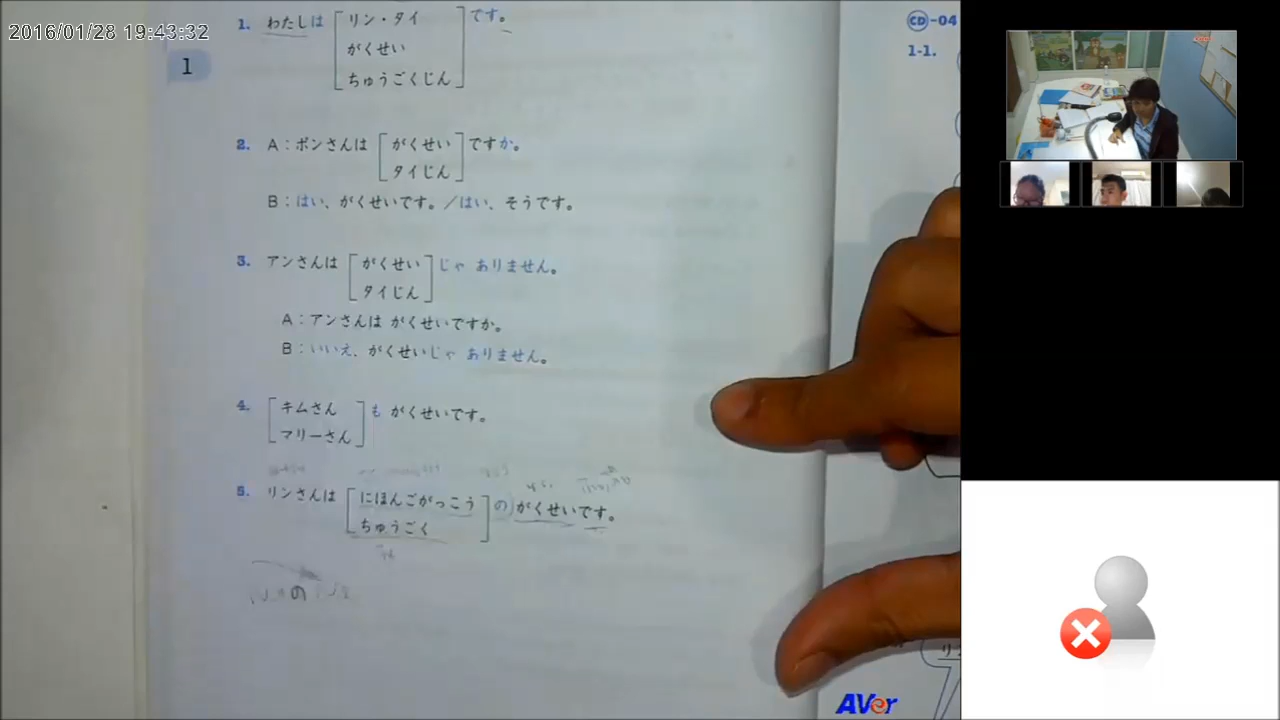 2016/01/28 19:43:32
1
1. わたしは リン・タイ です。
がくせい
ちゅうごくじん
2. A：ポンさんは がくせい ですか。
タイじん
B：はい、がくせいです。／はい、そうです。
3. アンさんは がくせい じゃ ありません。
タイじん
A：アンさんは がくせいですか。
B：いいえ、がくせいじゃ ありません。
4. キムさん も がくせいです。
マリーさん
5. リンさんは にほんごがっこう の がくせいです。
ちゅうごく
の
CD-04
1-1.
AVer